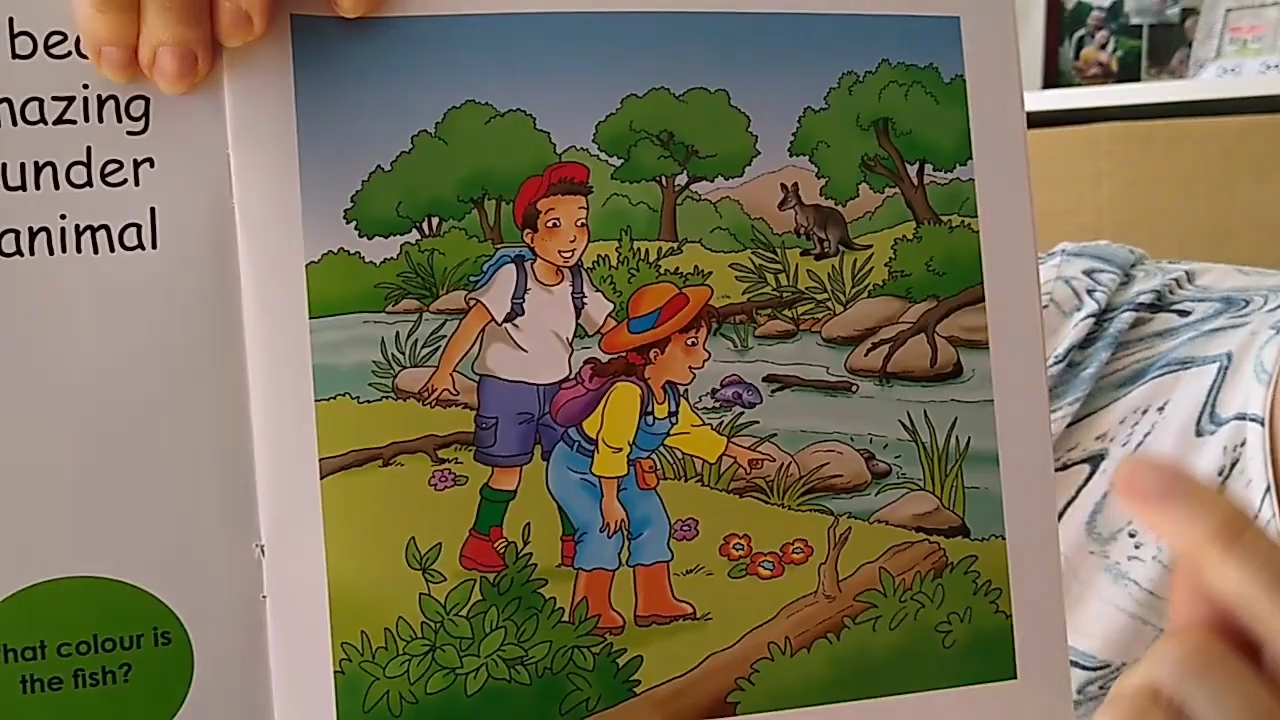 mazing
under
animal
hat colour is
the fish?